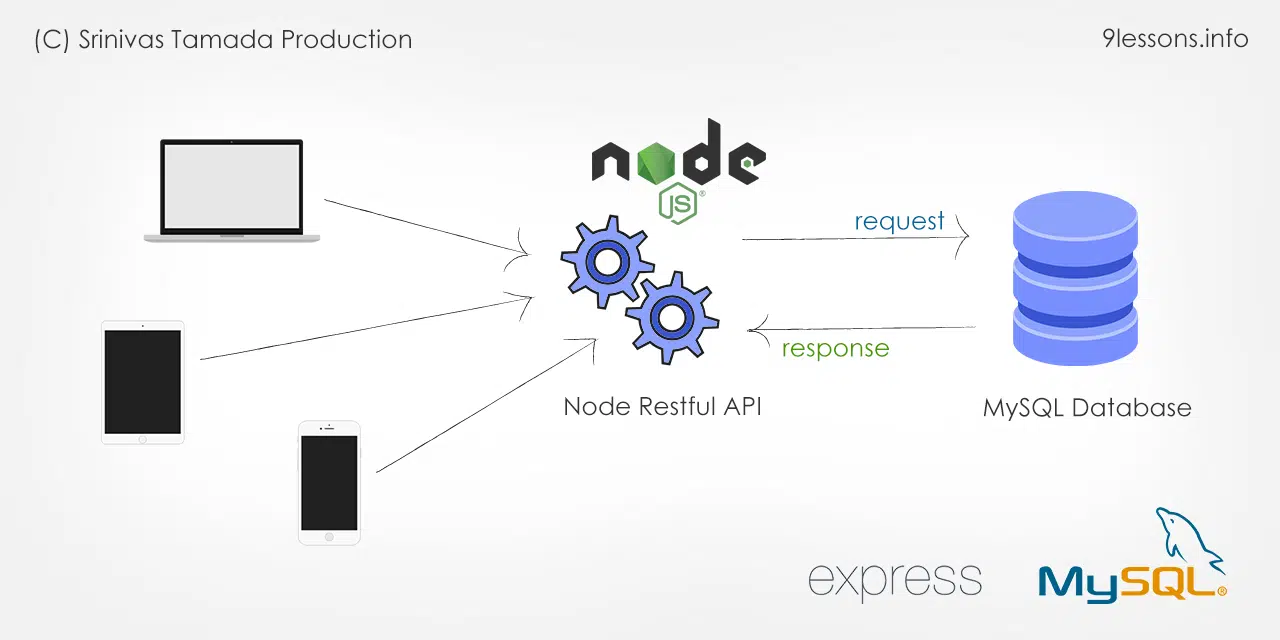 (C) Srinivas Tamada Production
9lessons.info
node
JS®
request
response
Node Restful API
MySQL Database
express
MySQL®